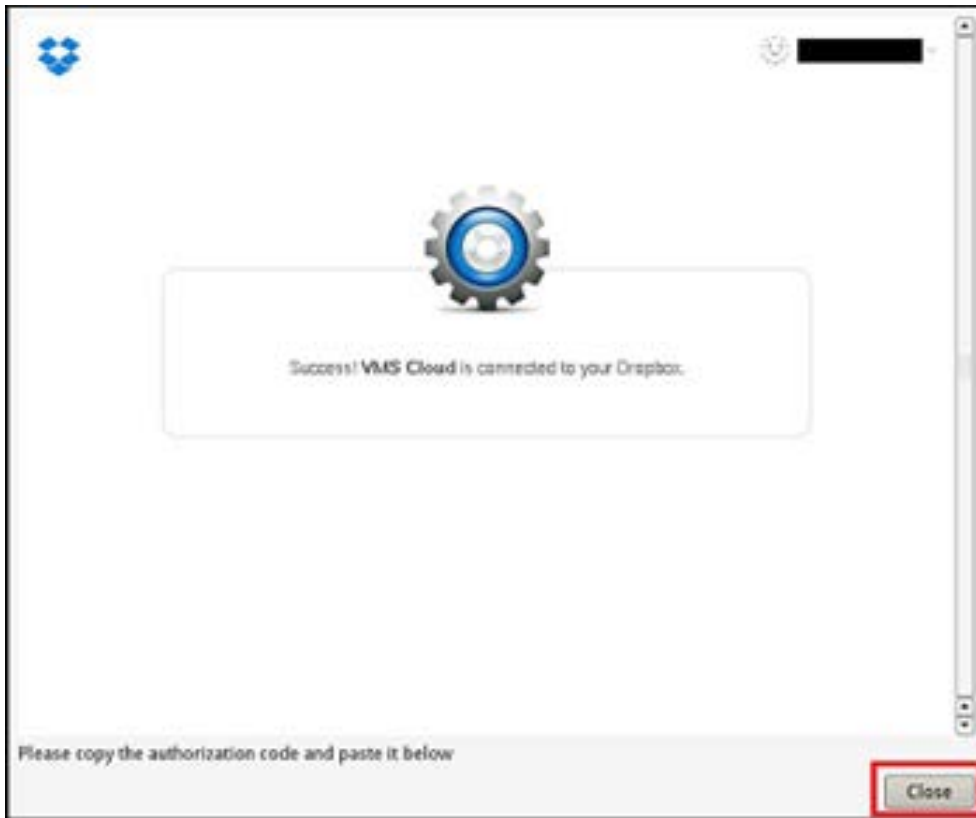 Success! VMS Cloud is connected to your Dropbox.
Please copy the authorization code and paste it below
Close